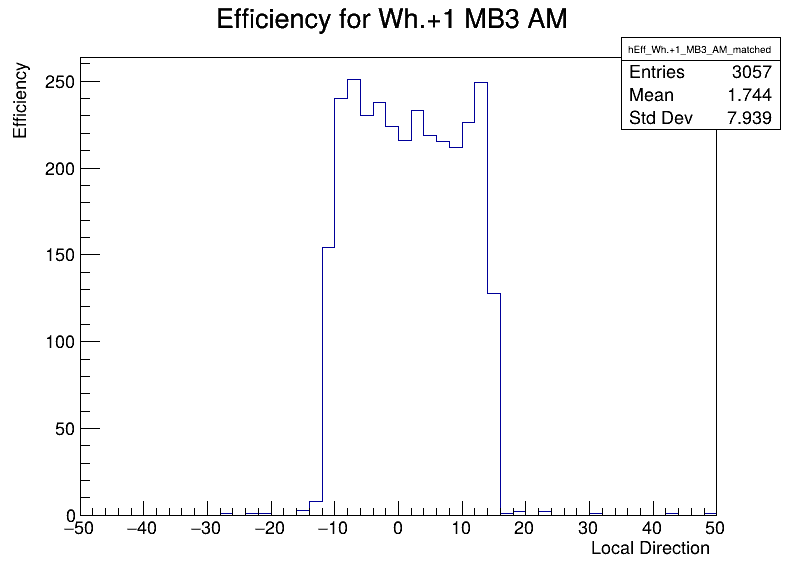 Efficiency for Wh.+1 MB3 AM
hEff_Wh.+1_MB3_AM_matched
Entries 3057
Mean 1.744
Std Dev 7.939
Efficiency
250
200
150
100
50
0
−50 −40 −30 −20 −10 0 10 20 30 40 50
Local Direction